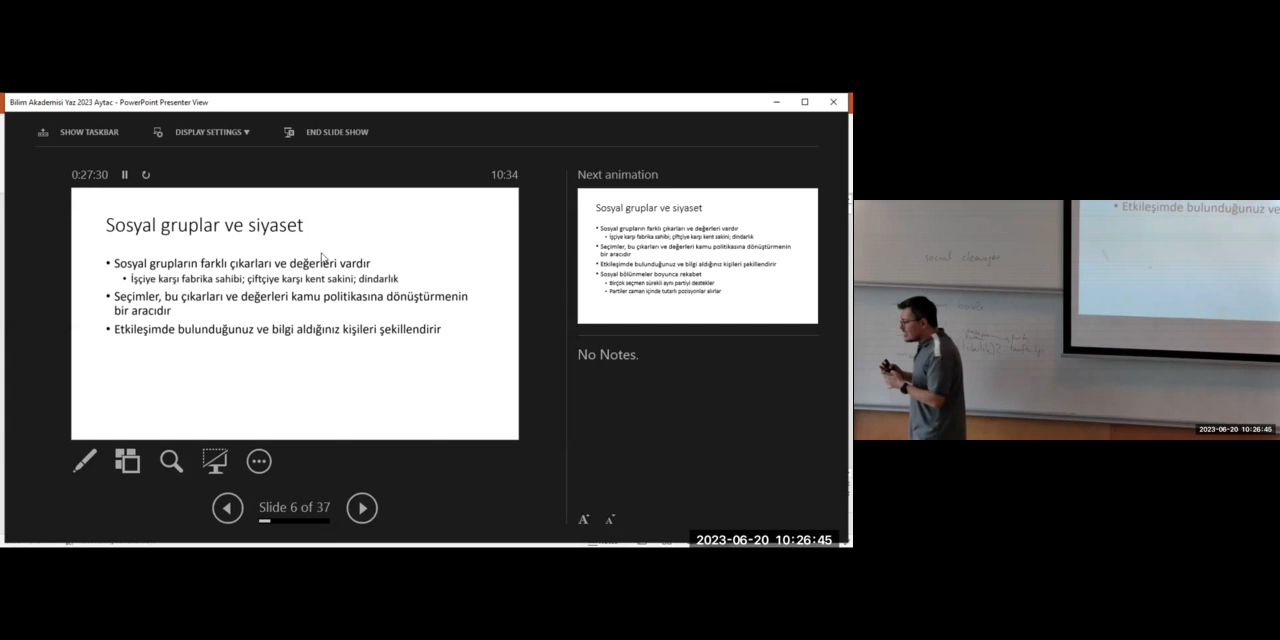 Bilim Akademisi Yaz 2023 Aytac - PowerPoint Presenter View
SHOW TASKBAR
DISPLAY SETTINGS ▼
END SLIDE SHOW
0:27:30
10:34
Sosyal gruplar ve siyaset
• Sosyal grupların farklı çıkarları ve değerleri vardır
• İşçiye karşı fabrika sahibi; çiftçiye karşı kent sakini; dindarlık
• Seçimler, bu çıkarları ve değerleri kamu politikasına dönüştürmenin
bir aracıdır
• Etkileşimde bulunduğunuz ve bilgi aldığınız kişileri şekillendirir
Slide 6 of 37
Next animation
Sosyal gruplar ve siyaset
• Sosyal grupların farklı çıkarları ve değerleri vardır
• İşçiye karşı fabrika sahibi; çiftçiye karşı kent sakini; dindarlık
• Seçimler, bu çıkarları ve değerleri kamu politikasına dönüştürmenin
bir aracıdır
• Etkileşimde bulunduğunuz ve bilgi aldığınız kişileri şekillendirir
• Sosyal bölünmeler boyunca rekabet
• Birçok seçmen sürekli aynı partiyi destekler
• Partiler zaman içinde tutarlı pozisyonlar alırlar
No Notes.
A A
2023-06-20 10:26:45
• Etkileşimde bulunduğunuz ve
social cleavages
2023-06-20 10:26:45